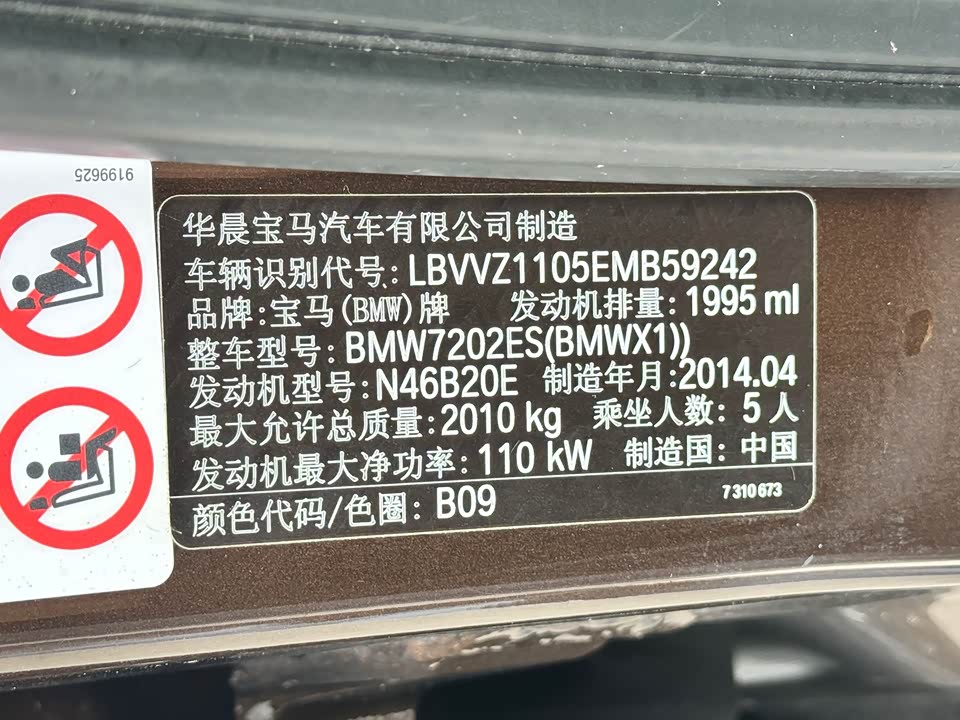 9199625
华晨宝马汽车有限公司制造
车辆识别代号: LBVVZ1105EMB59242
品牌:宝马(BMW)牌 发动机排量: 1995 ml
整车型号: BMW7202ES(BMWX1))
发动机型号: N46B20E 制造年月:2014.04
最大允许总质量: 2010 kg 乘坐人数: 5 人
发动机最大净功率: 110 kW 制造国: 中国
颜色代码/色圈: B09 7 310 673